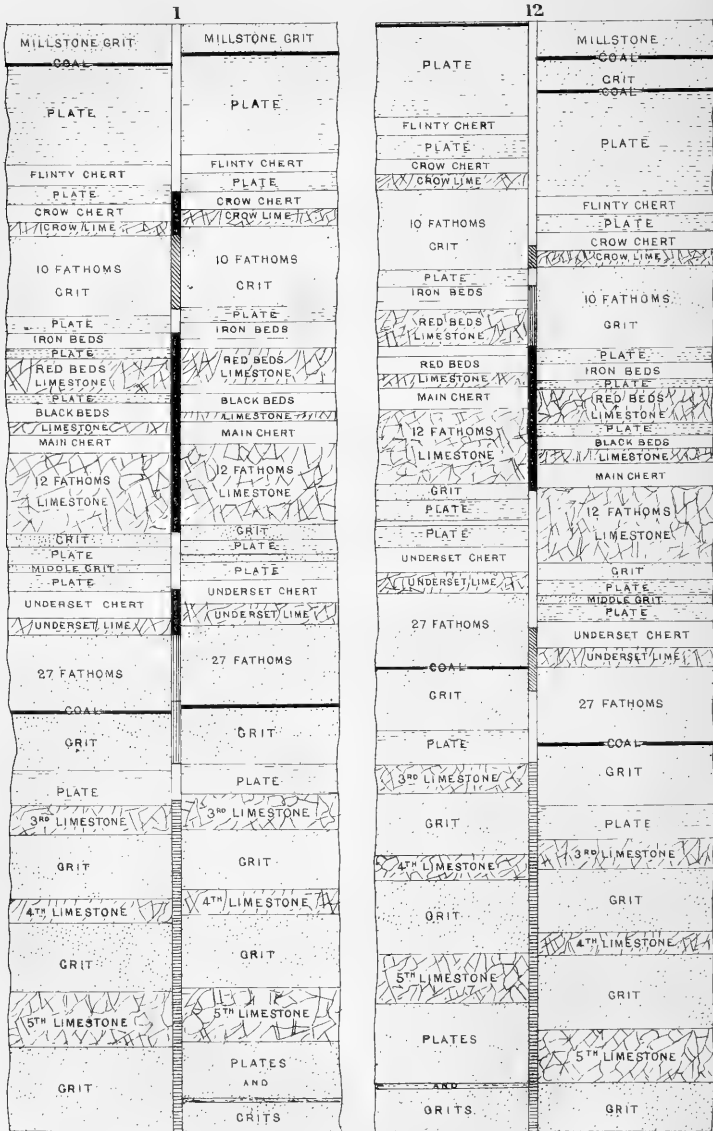 1
MILLSTONE GRIT
COAL
PLATE
FLINTY CHERT
PLATE
CROW CHERT
CROW LIME
10 FATHOMS
GRIT
PLATE
IRON BEDS
PLATE
RED BEDS
LIMESTONE
PLATE
BLACK BEDS
LIMESTONE
MAIN CHERT
12 FATHOMS
LIMESTONE
GRIT
PLATE
MIDDLE GRIT
PLATE
UNDERSET CHERT
UNDERSET LIME
27 FATHOMS
COAL
GRIT
PLATE
3RD LIMESTONE
GRIT
4TH LIMESTONE
GRIT
5TH LIMESTONE
GRIT
MILLSTONE GRIT
PLATE
FLINTY CHERT
PLATE
CROW CHERT
CROW LIME
10 FATHOMS
GRIT
PLATE
IRON BEDS
RED BEDS
LIMESTONE
BLACK BEDS
LIMESTONE
MAIN CHERT
12 FATHOMS
LIMESTONE
GRIT
PLATE
PLATE
UNDERSET CHERT
UNDERSET LIME
27 FATHOMS
GRIT
PLATE
3RD LIMESTONE
GRIT
4TH LIMESTONE
GRIT
5TH LIMESTONE
PLATES
AND
GRITS
12
PLATE
FLINTY CHERT
PLATE
CROW CHERT
CROW LIME
10 FATHOMS
GRIT
PLATE
IRON BEDS
RED BEDS
LIMESTONE
RED BEDS
LIMESTONE
MAIN CHERT
12 FATHOMS
LIMESTONE
GRIT
PLATE
PLATE
UNDERSET CHERT
UNDERSET LIME
27 FATHOMS
COAL
GRIT
PLATE
3RD LIMESTONE
GRIT
4TH LIMESTONE
GRIT
5TH LIMESTONE
PLATES
AND
GRITS
MILLSTONE
COAL
GRIT
COAL
PLATE
FLINTY CHERT
PLATE
CROW CHERT
CROW LIME
10 FATHOMS
GRIT
PLATE
IRON BEDS
PLATE
RED BEDS
LIMESTONE
PLATE
BLACK BEDS
LIMESTONE
MAIN CHERT
12 FATHOMS
LIMESTONE
GRIT
PLATE
MIDDLE GRIT
PLATE
UNDERSET CHERT
UNDERSET LIME
27 FATHOMS
COAL
GRIT
PLATE
3RD LIMESTONE
GRIT
4TH LIMESTONE
GRIT
5TH LIMESTONE
GRIT